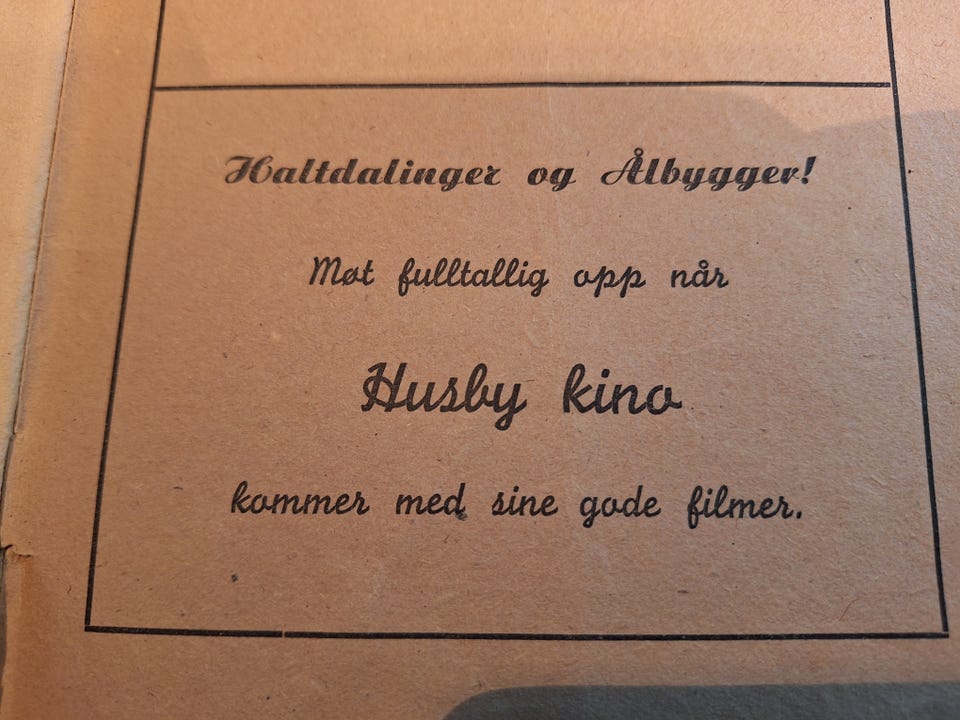 Haltdalinger og Ålbygger!
Møt fulltallig opp når
Husby kino
kommer med sine gode filmer.